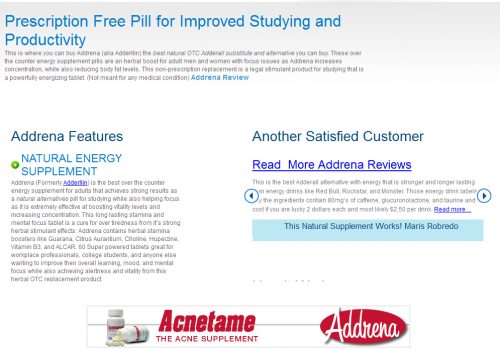 Prescription Free Pill for Improved Studying and
Productivity
This is where you can buy Addrena (aka Adderllin) the best natural OTC Adderall substitute and alternative you can buy. These over
the counter energy supplement pills are an herbal boost for adult men and women with focus issues as Addrena increases
concentration, while also reducing body fat levels. This non-prescription replacement is a legal stimulant product for studying that is
a powerfully energizing tablet. (Not meant for any medical condition) Addrena Review
Addrena Features
NATURAL ENERGY
SUPPLEMENT
Addrena (Formerly Adderllin) is the best over the counter
energy supplement for adults that achieves strong results as
a natural alternatives pill for studying while also helping focus
as it is extremely effective at boosting vitality levels and
increasing concentration. This long lasting stamina and
mental focus tablet is a cure for over tiredness from it's strong
herbal stimulant effects. Addrena contains herbal stamina
boosters like Guarana, Citrus Aurantium, Choline, Huperzine,
Vitamin B3, and ALCAR. 60 Super powered tablets great for
workplace professionals, college students, and anyone else
wanting to improve their overall learning, mood, and mental
focus while also achieving alertness and vitality from this
herbal OTC replacement product.
Another Satisfied Customer
Read More Addrena Reviews
This is the best Adderall alternative with energy that is stronger and longer lasting
energy drinks like Red Bull, Rockstar, and Monster. Those energy drink labels
the ingredients contain 80mg's of caffeine, glucuronolactone, and taurine and
cost if you are lucky 2 dollars each and most likely $2.50 per drink. Read more...
This Natural Supplement Works! Maris Robredo
Acnetame
THE ACNE SUPPLEMENT
Addrena